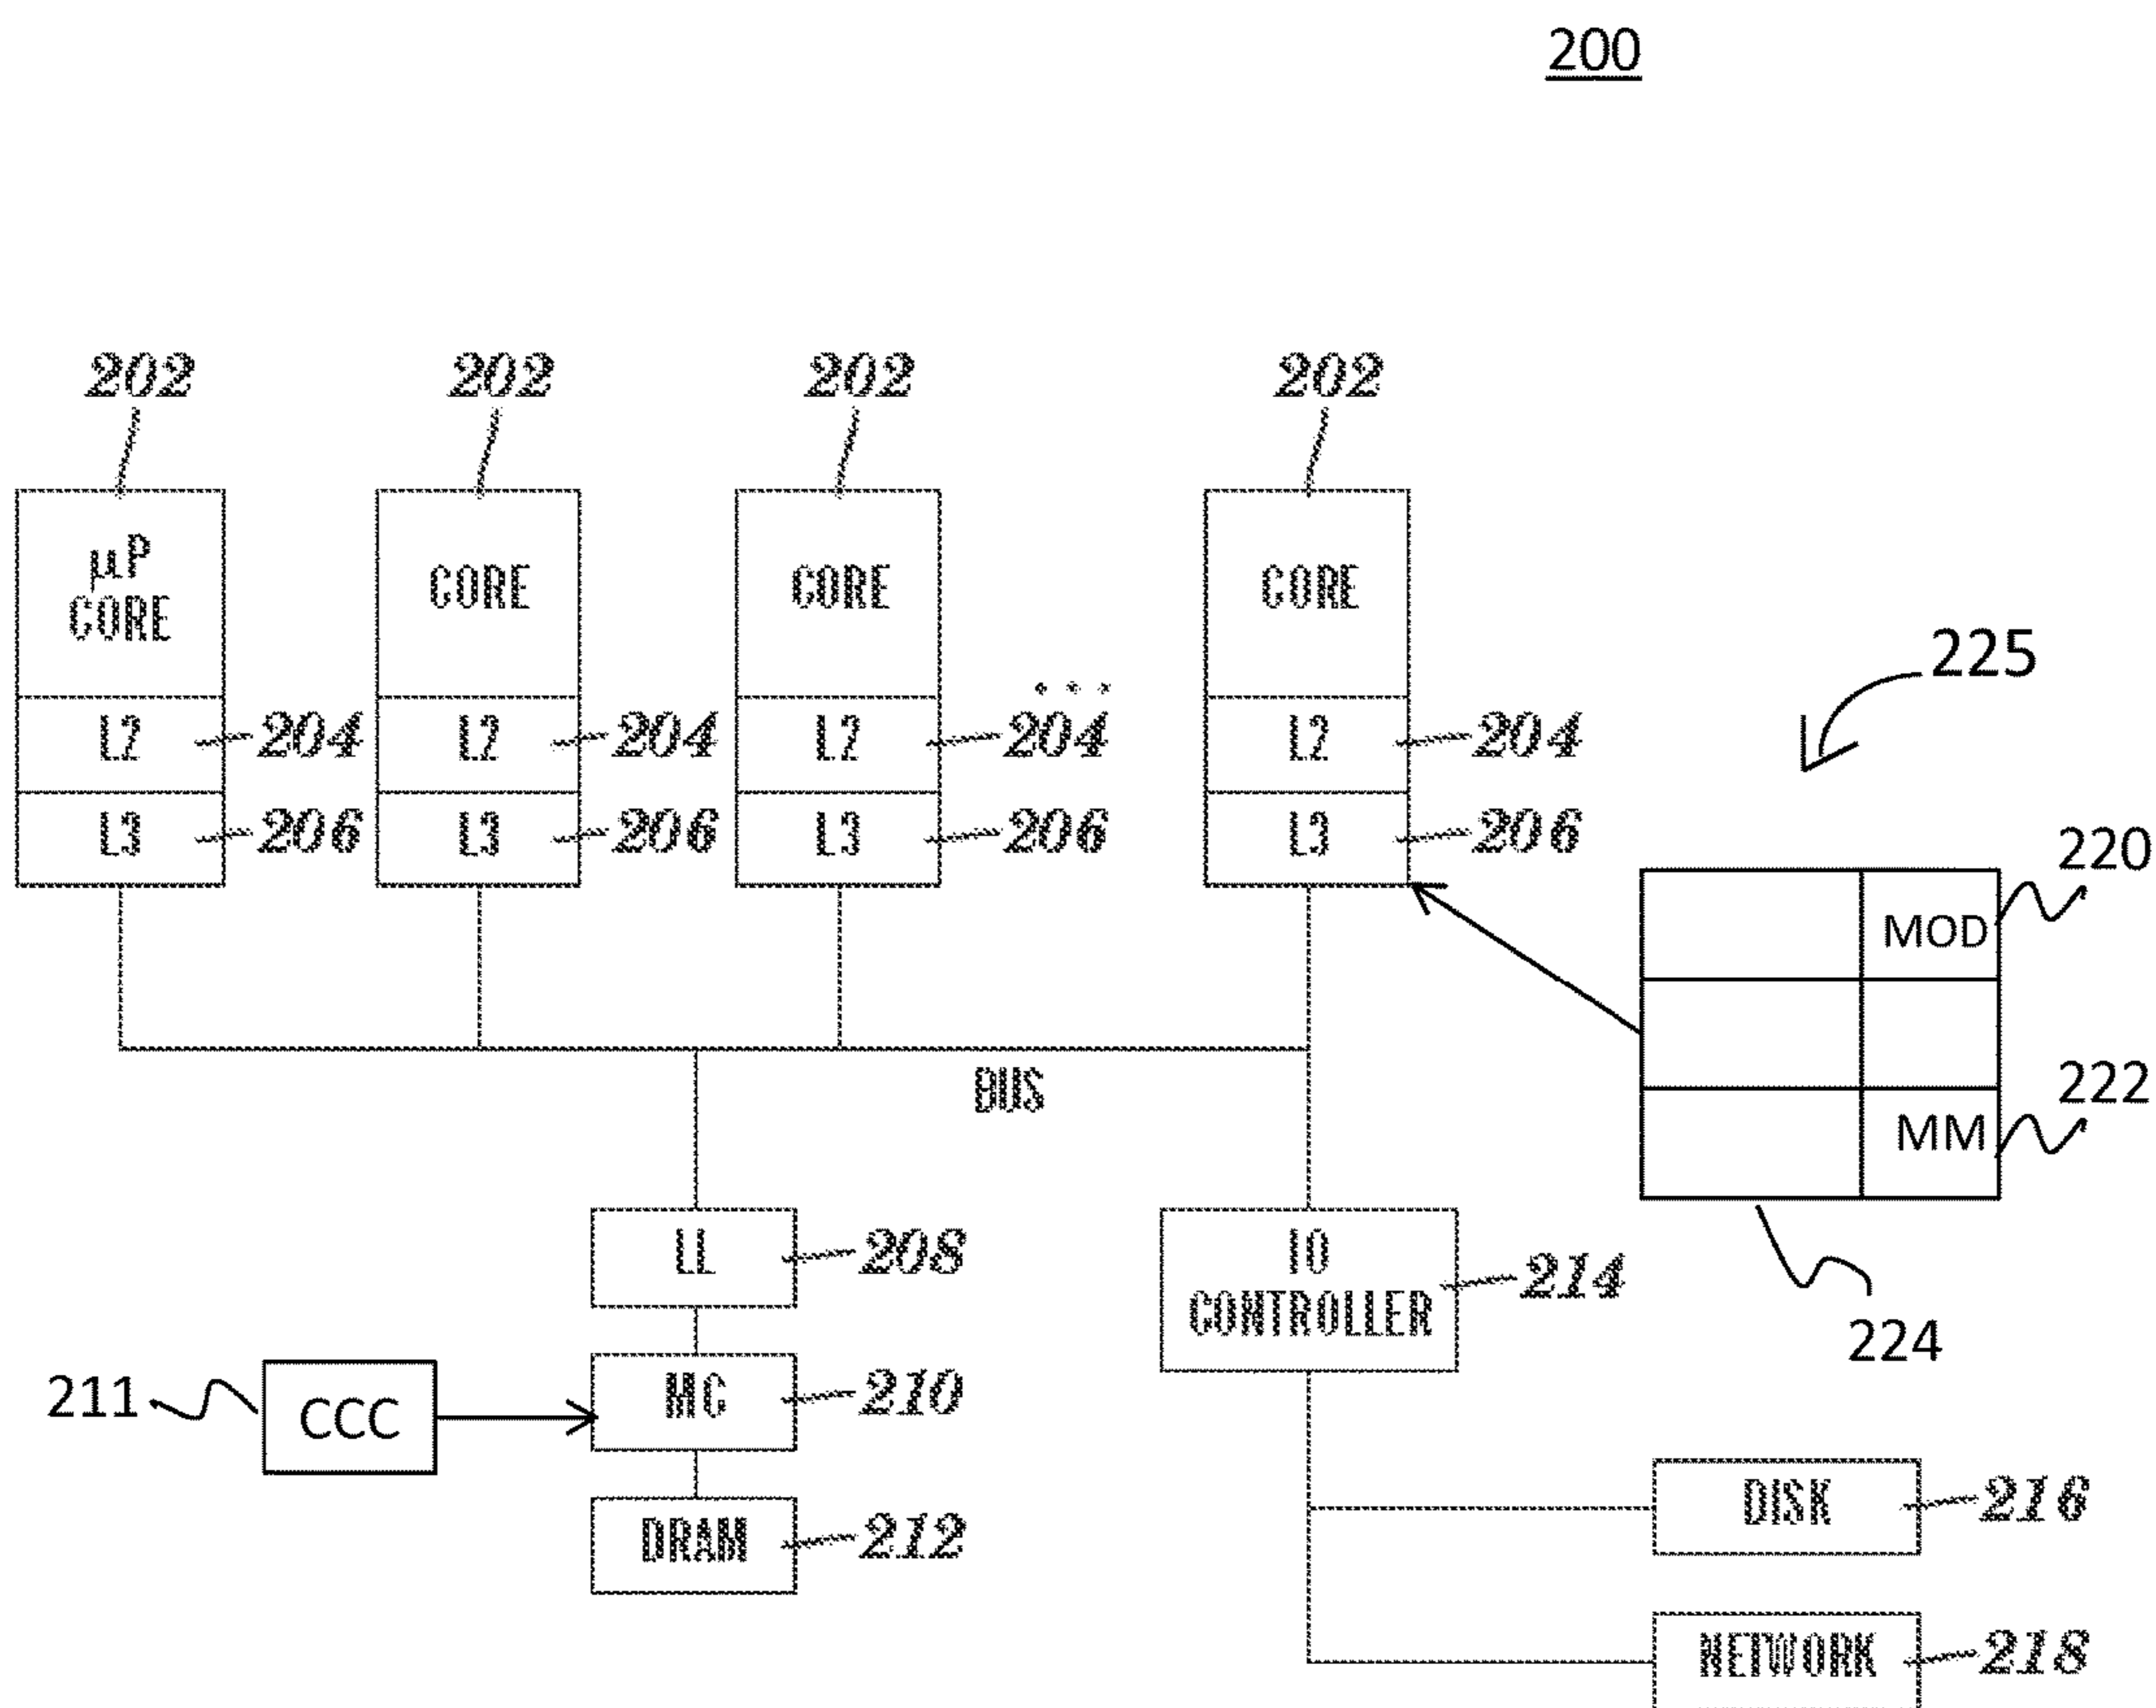 200
202 202 202 202
µP
CORE
CORE
CORE
...
CORE
L2 204 L2 204 L2 204 L2 204
L3 206 L3 206 L3 206 L3 206
225
220
MOD
222
MM
224
BUS
LL 208
211 CCC
MC 210
DRAM 212
IO
CONTROLLER 214
DISK 216
NETWORK 218